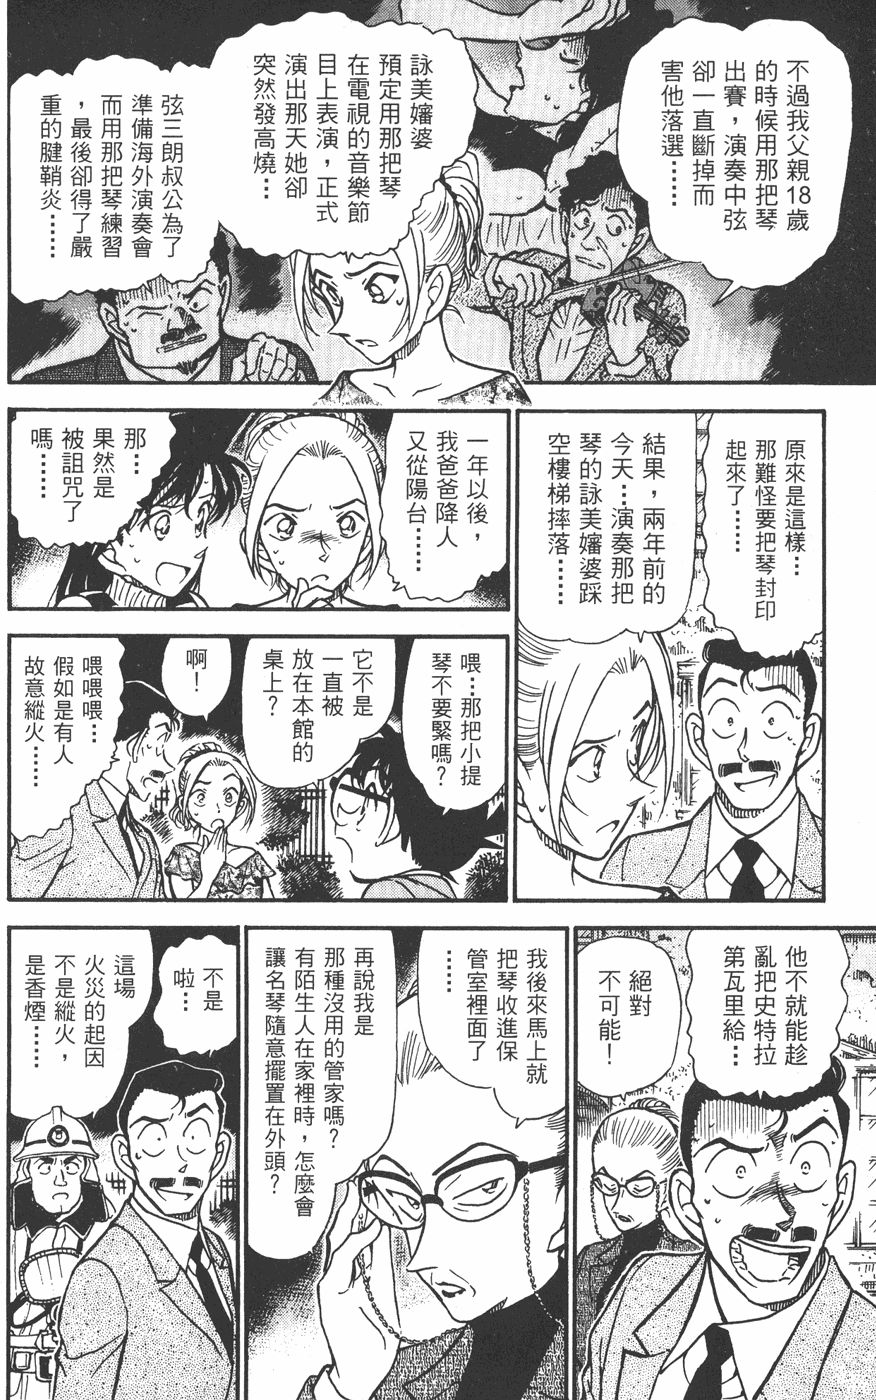 不過我父親18歲
的時候用那把琴
出賽，演奏中弦
卻一直斷掉而
害他落選……
詠美嬸婆
預定用那把琴
在電視的音樂節
目上表演，正式
演出那天她卻
突然發高燒…
弦三朗叔公為了
準備海外演奏會
而用那把琴練習
，最後卻得了嚴
重的腱鞘炎……
原來是這樣…
那難怪要把琴封印
起來了……
結果，兩年前的
今天…演奏那把
琴的詠美嬸婆踩
空樓梯摔落……
一年以後，
我爸爸降人
又從陽台……
那…
果然是
被詛咒了
嗎……
喂…那把小提
琴不要緊嗎？
它不是
一直被
放在本館的
桌上？
啊！
喂喂喂…
假如是有人
故意縱火……
他不就能趁
亂把史特拉
第瓦里給…
絕對
不可能！
我後來馬上就
把琴收進保
管室裡面了
……
再說我是
那種沒用的管家嗎？
有陌生人在家裡時，怎麼會
讓名琴隨意擺置在外頭？
不是
啦…
這場
火災的起因
不是縱火，
是香煙……